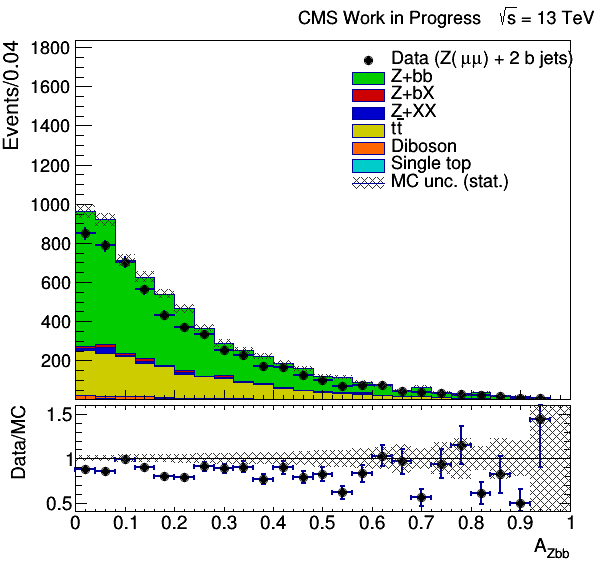 CMS Work in Progress √s = 13 TeV
Events/0.04
1800
1600
1400
1200
1000
800
600
400
200
Data (Z(μμ) + 2 b jets)
Z+bb
Z+bX
Z+XX
tt̅
Diboson
Single top
MC unc. (stat.)
Data/MC
1.5
1
0.5
0 0.1 0.2 0.3 0.4 0.5 0.6 0.7 0.8 0.9 1
A_Zbb